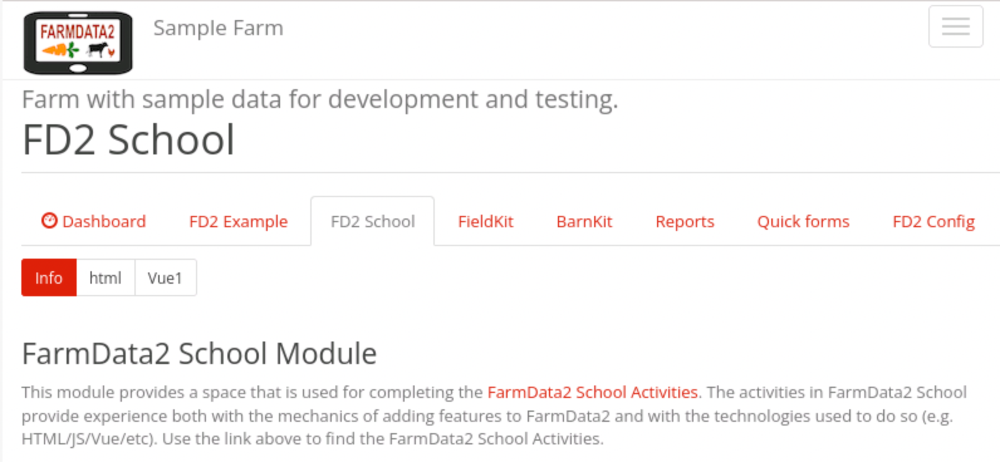 FARMDATA2
Sample Farm
Farm with sample data for development and testing.
FD2 School
Dashboard FD2 Example FD2 School FieldKit BarnKit Reports Quick forms FD2 Config
Info html Vue1
FarmData2 School Module
This module provides a space that is used for completing the FarmData2 School Activities. The activities in FarmData2 School
provide experience both with the mechanics of adding features to FarmData2 and with the technologies used to do so (e.g.
HTML/JS/Vue/etc). Use the link above to find the FarmData2 School Activities.